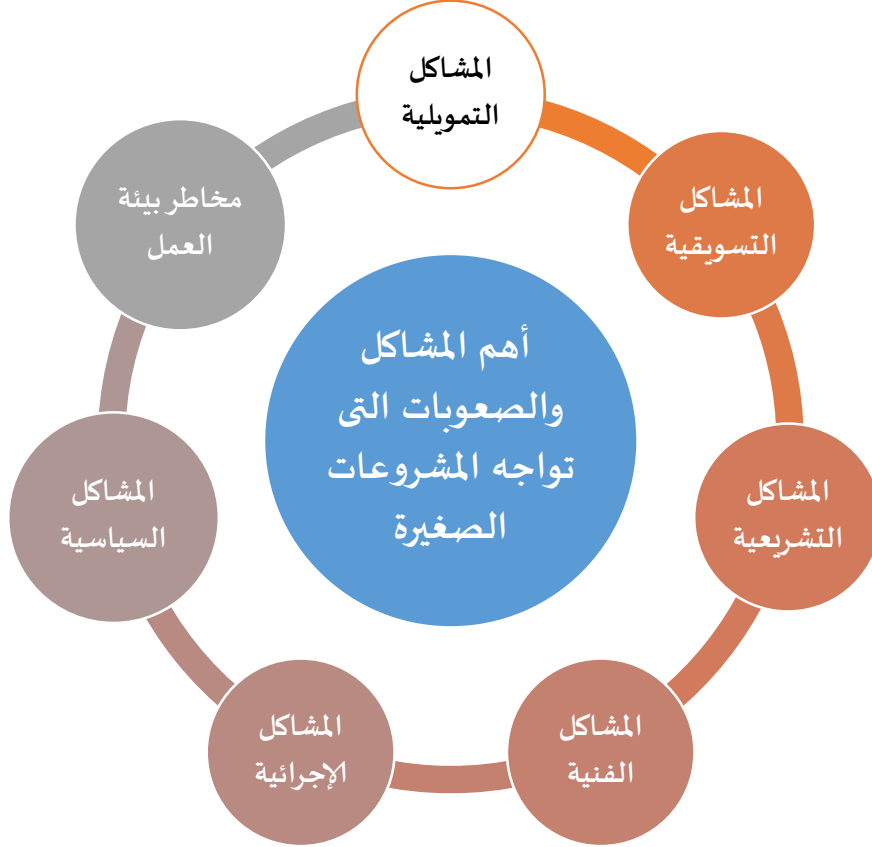 أهم المشاكل
والصعوبات التى
تواجه المشروعات
الصغيرة
المشاكل
التمويلية
المشاكل
التسويقية
المشاكل
التشريعية
المشاكل
الفنية
المشاكل
الإجرائية
المشاكل
السياسية
مخاطر بيئة
العمل